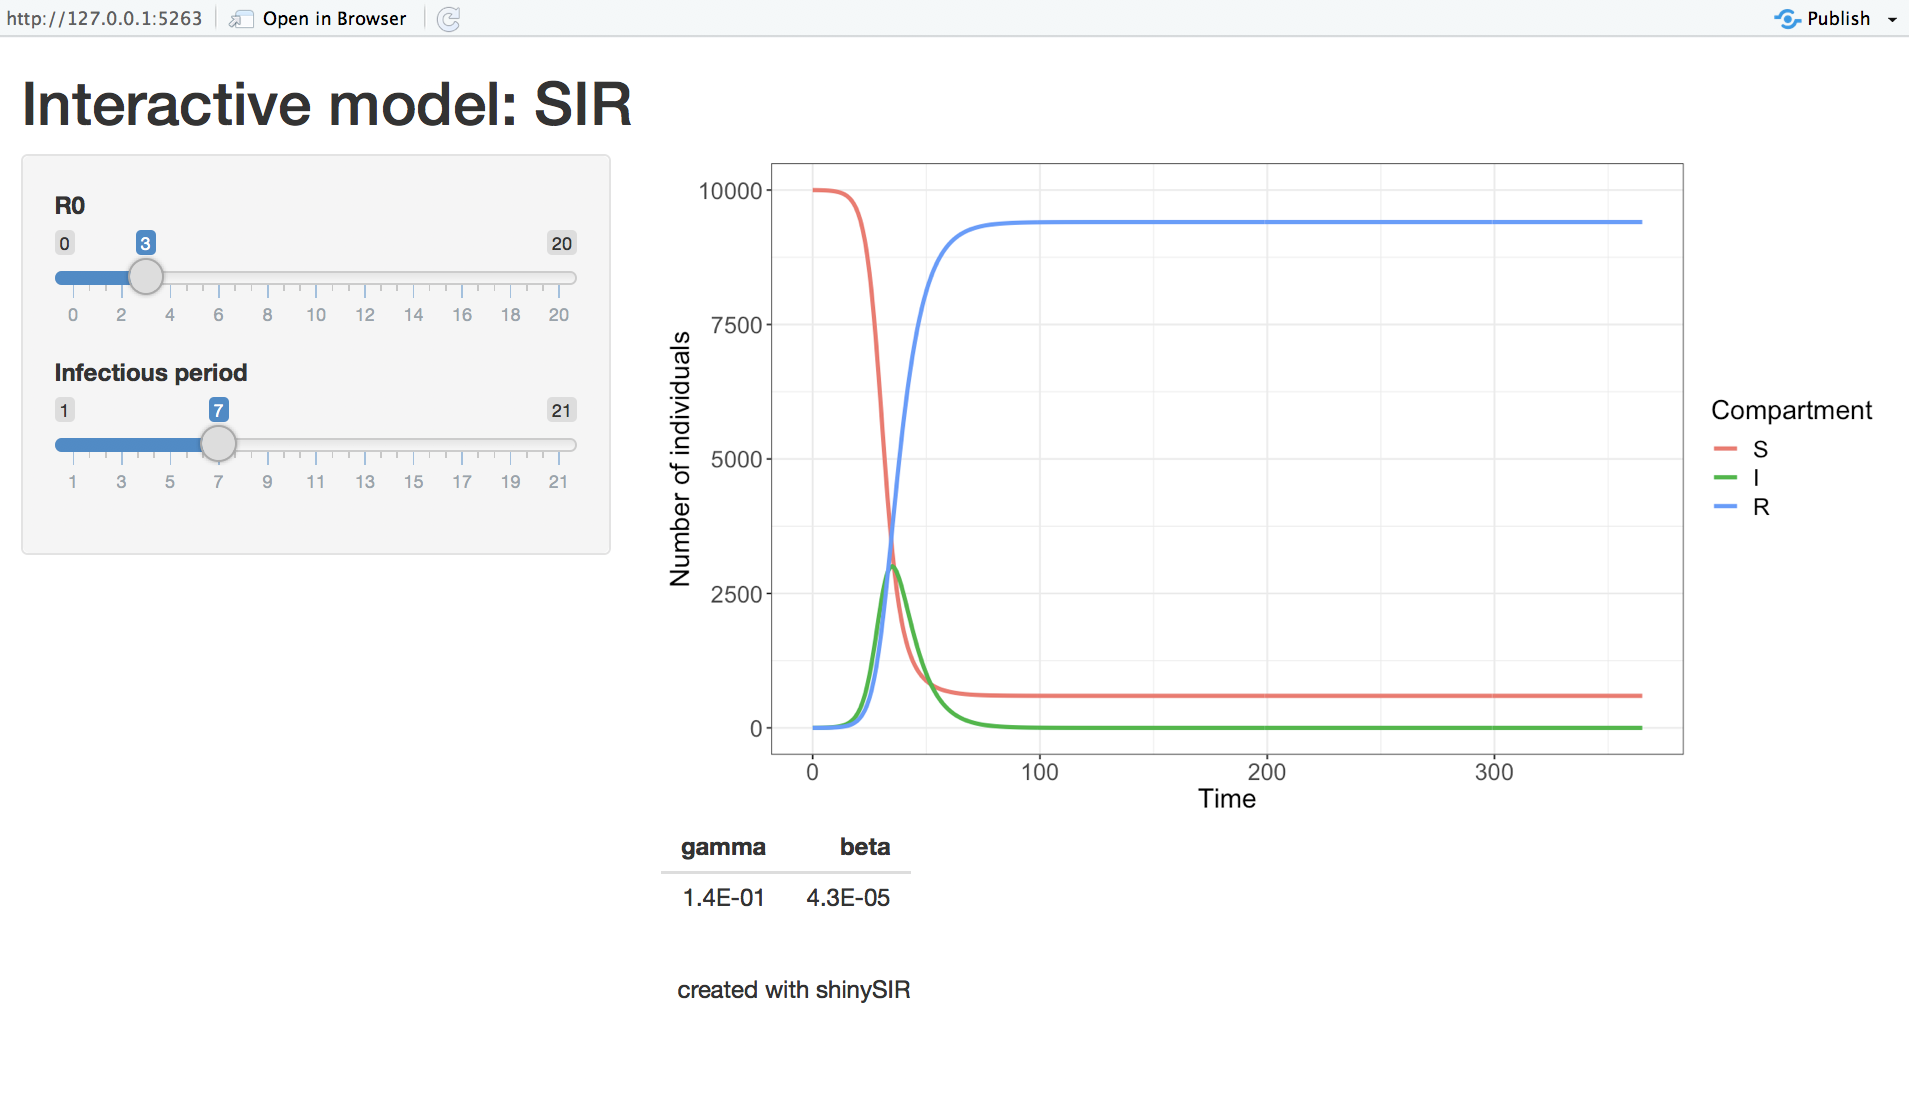 http://127.0.0.1:5263 Open in Browser Publish
Interactive model: SIR
R0
0 3 20
0 2 4 6 8 10 12 14 16 18 20
Infectious period
1 7 21
1 3 5 7 9 11 13 15 17 19 21
Number of individuals
10000
7500
5000
2500
0
0 100 200 300
Time
Compartment
S
I
R
gamma beta
1.4E-01 4.3E-05
created with shinySIR